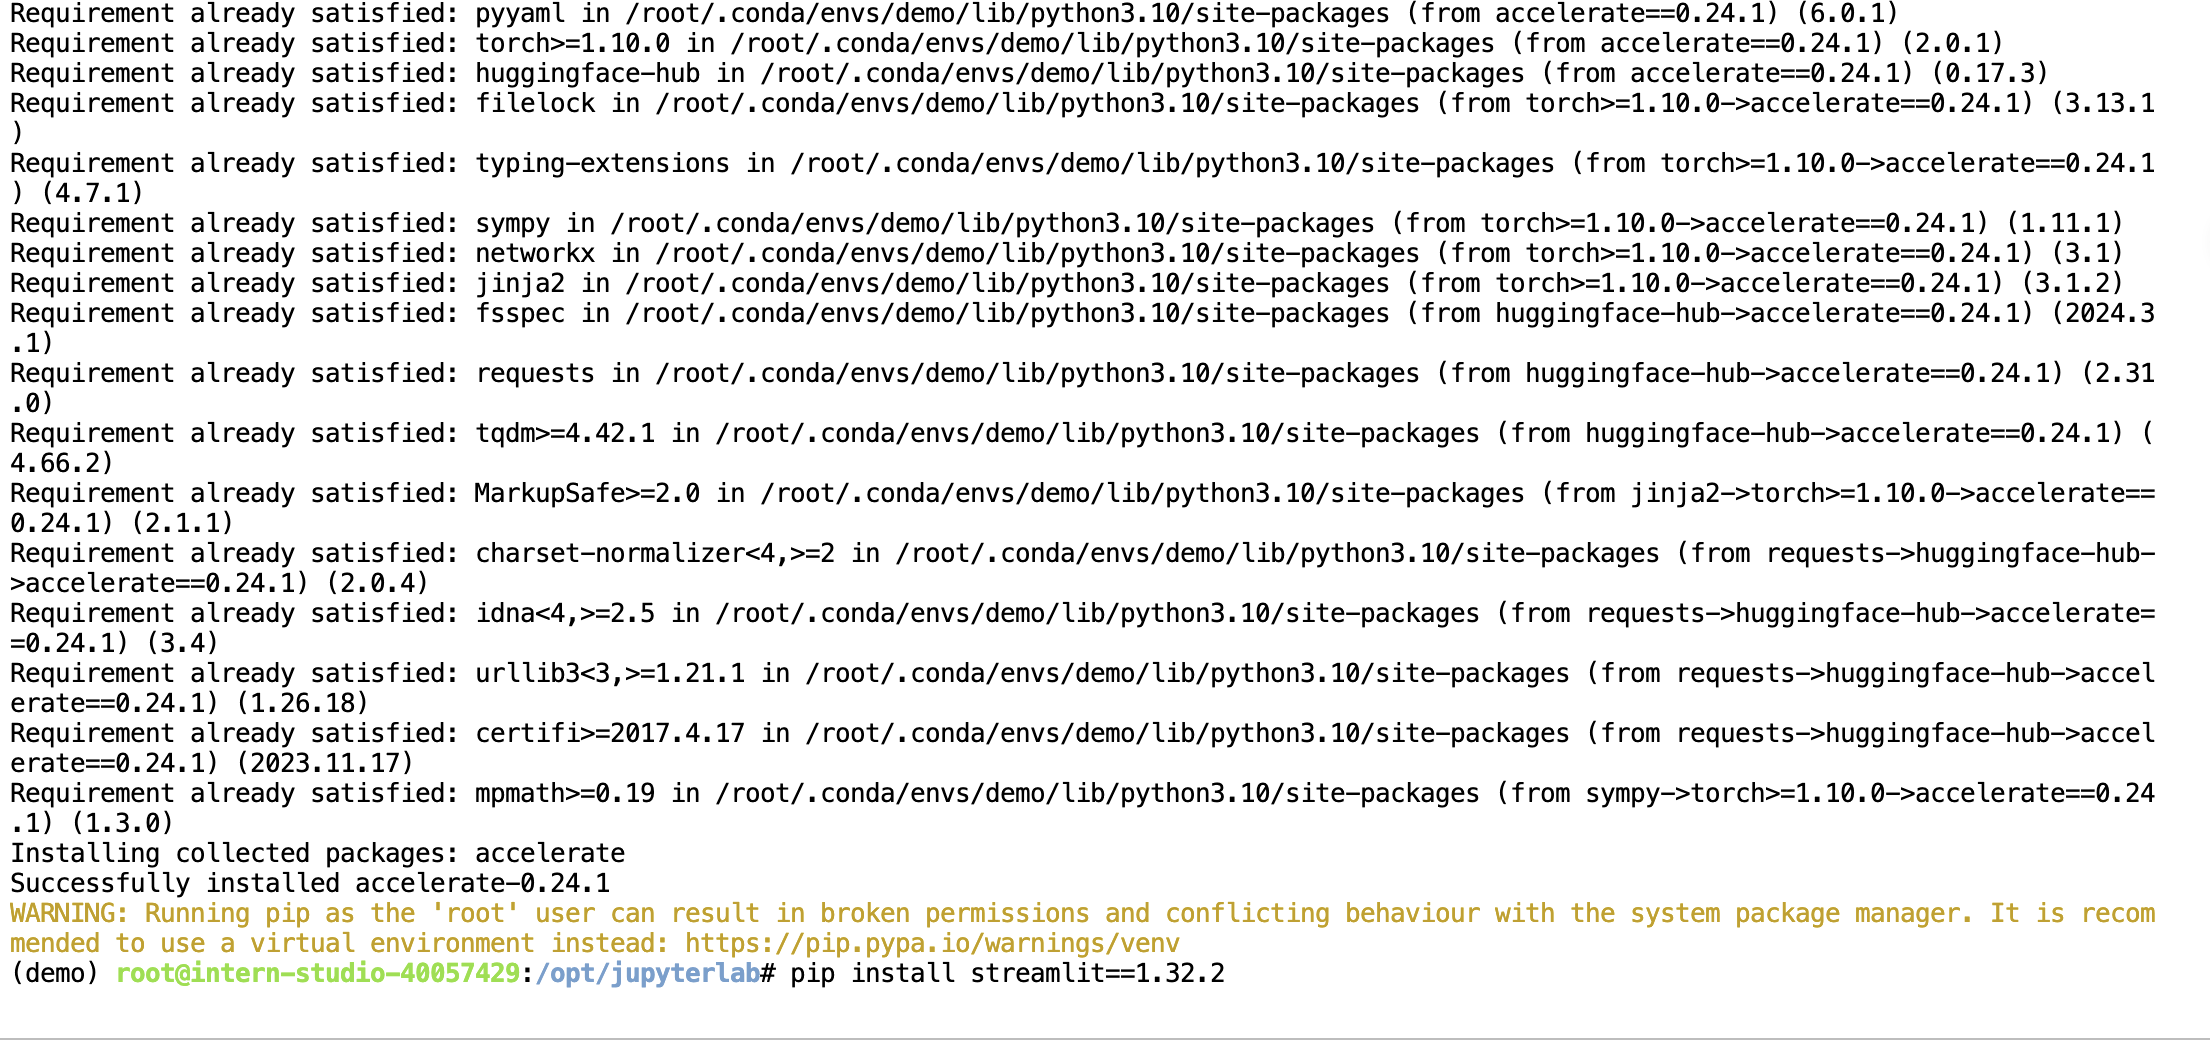 Requirement already satisfied: pyyaml in /root/.conda/envs/demo/lib/python3.10/site-packages (from accelerate==0.24.1) (6.0.1)
Requirement already satisfied: torch>=1.10.0 in /root/.conda/envs/demo/lib/python3.10/site-packages (from accelerate==0.24.1) (2.0.1)
Requirement already satisfied: huggingface-hub in /root/.conda/envs/demo/lib/python3.10/site-packages (from accelerate==0.24.1) (0.17.3)
Requirement already satisfied: filelock in /root/.conda/envs/demo/lib/python3.10/site-packages (from torch>=1.10.0->accelerate==0.24.1) (3.13.1
)
Requirement already satisfied: typing-extensions in /root/.conda/envs/demo/lib/python3.10/site-packages (from torch>=1.10.0->accelerate==0.24.1
) (4.7.1)
Requirement already satisfied: sympy in /root/.conda/envs/demo/lib/python3.10/site-packages (from torch>=1.10.0->accelerate==0.24.1) (1.11.1)
Requirement already satisfied: networkx in /root/.conda/envs/demo/lib/python3.10/site-packages (from torch>=1.10.0->accelerate==0.24.1) (3.1)
Requirement already satisfied: jinja2 in /root/.conda/envs/demo/lib/python3.10/site-packages (from torch>=1.10.0->accelerate==0.24.1) (3.1.2)
Requirement already satisfied: fsspec in /root/.conda/envs/demo/lib/python3.10/site-packages (from huggingface-hub->accelerate==0.24.1) (2024.3
.1)
Requirement already satisfied: requests in /root/.conda/envs/demo/lib/python3.10/site-packages (from huggingface-hub->accelerate==0.24.1) (2.31
.0)
Requirement already satisfied: tqdm>=4.42.1 in /root/.conda/envs/demo/lib/python3.10/site-packages (from huggingface-hub->accelerate==0.24.1) (
4.66.2)
Requirement already satisfied: MarkupSafe>=2.0 in /root/.conda/envs/demo/lib/python3.10/site-packages (from jinja2->torch>=1.10.0->accelerate==
0.24.1) (2.1.1)
Requirement already satisfied: charset-normalizer<4,>=2 in /root/.conda/envs/demo/lib/python3.10/site-packages (from requests->huggingface-hub-
>accelerate==0.24.1) (2.0.4)
Requirement already satisfied: idna<4,>=2.5 in /root/.conda/envs/demo/lib/python3.10/site-packages (from requests->huggingface-hub->accelerate=
=0.24.1) (3.4)
Requirement already satisfied: urllib3<3,>=1.21.1 in /root/.conda/envs/demo/lib/python3.10/site-packages (from requests->huggingface-hub->accel
erate==0.24.1) (1.26.18)
Requirement already satisfied: certifi>=2017.4.17 in /root/.conda/envs/demo/lib/python3.10/site-packages (from requests->huggingface-hub->accel
erate==0.24.1) (2023.11.17)
Requirement already satisfied: mpmath>=0.19 in /root/.conda/envs/demo/lib/python3.10/site-packages (from sympy->torch>=1.10.0->accelerate==0.24
.1) (1.3.0)
Installing collected packages: accelerate
Successfully installed accelerate-0.24.1
WARNING: Running pip as the 'root' user can result in broken permissions and conflicting behaviour with the system package manager. It is recom
mended to use a virtual environment instead: https://pip.pypa.io/warnings/venv
(demo) root@intern-studio-40057429:/opt/jupyterlab# pip install streamlit==1.32.2